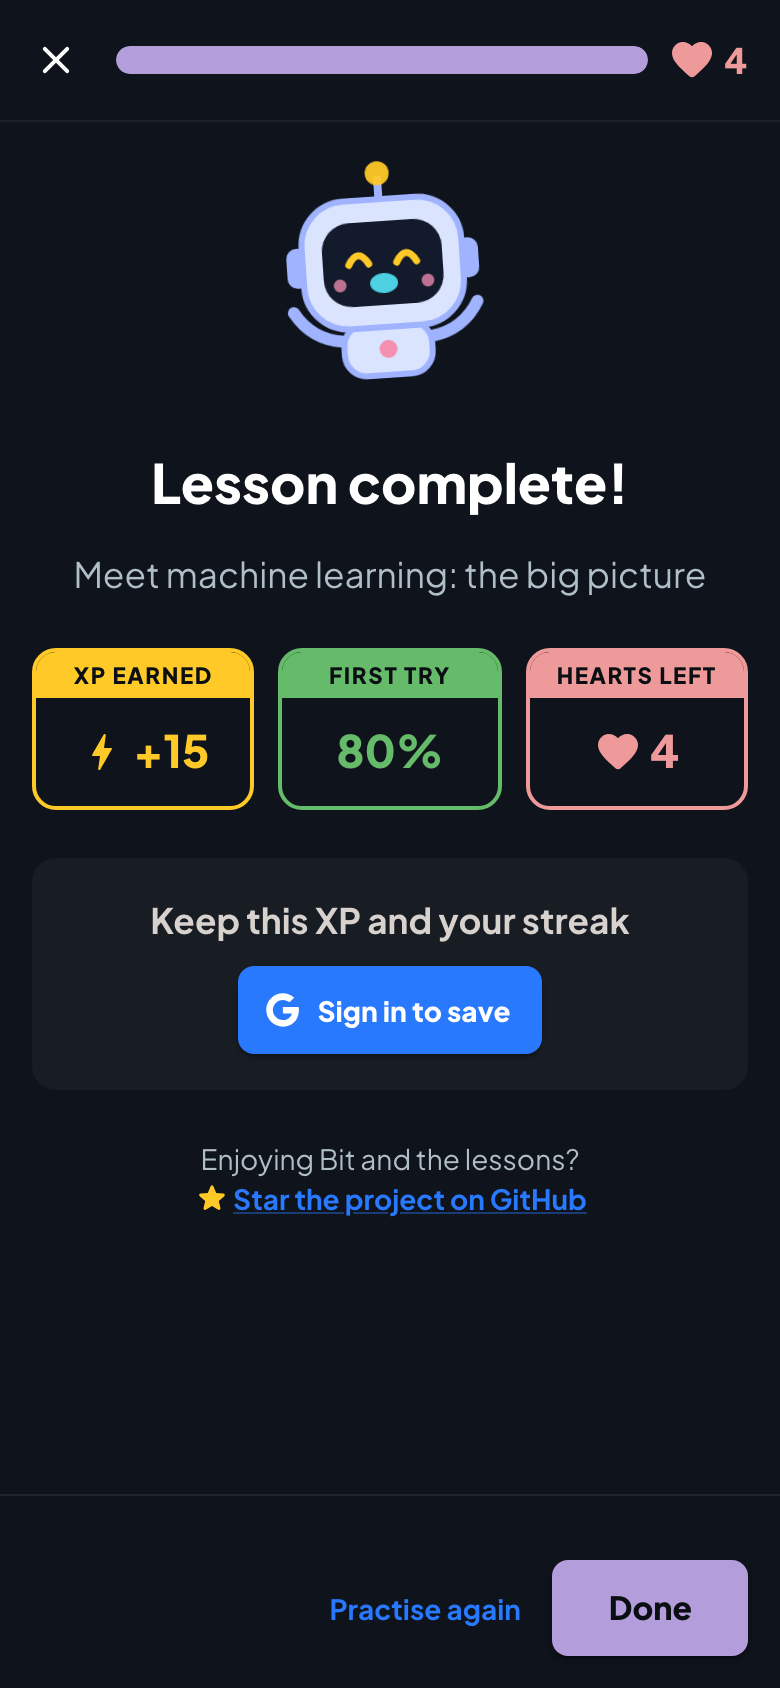 4
Lesson complete!
Meet machine learning: the big picture
XP EARNED
+15
FIRST TRY
80%
HEARTS LEFT
4
Keep this XP and your streak
Sign in to save
Enjoying Bit and the lessons?
Star the project on GitHub
Practise again
Done